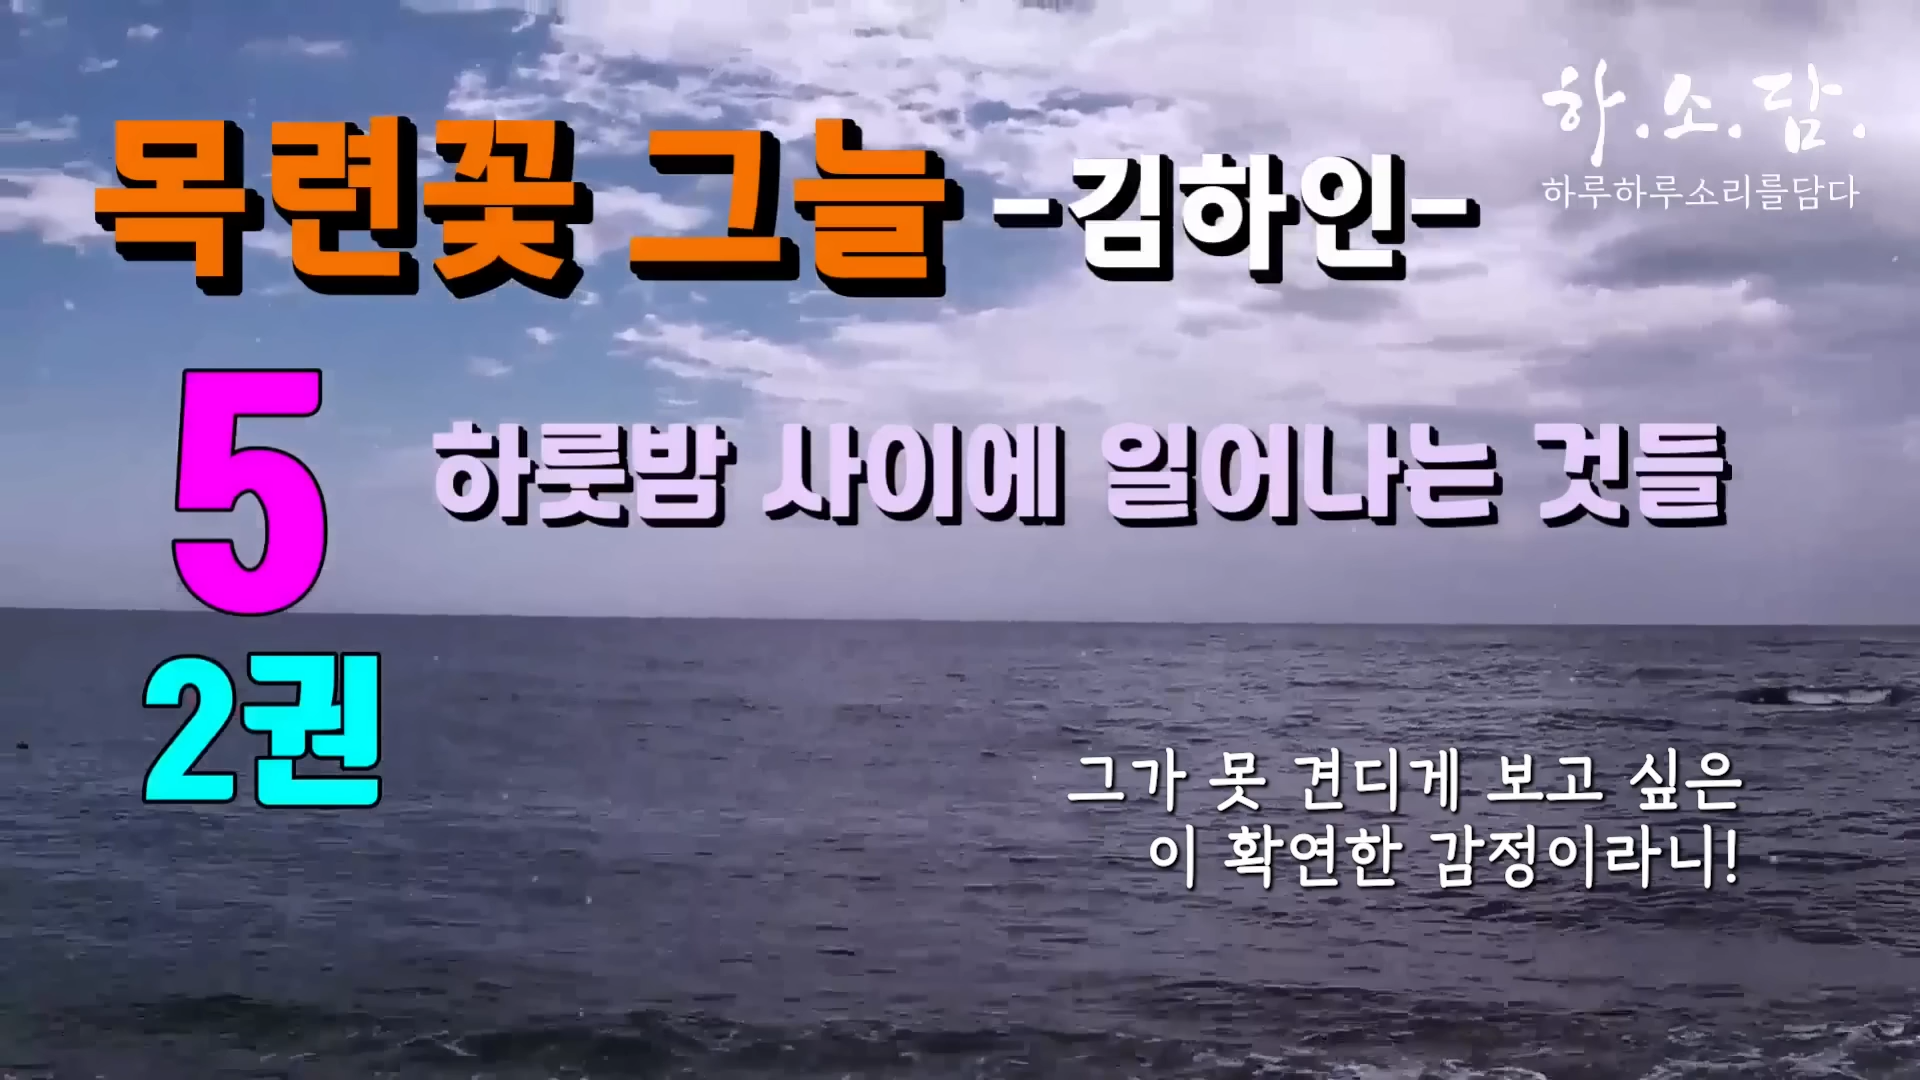 목련꽃 그늘 -김하인-
하.소.담.
하루하루소리를담다
5 하룻밤 사이에 일어나는 것들
2권
그가 못 견디게 보고 싶은
이 확연한 감정이라니!